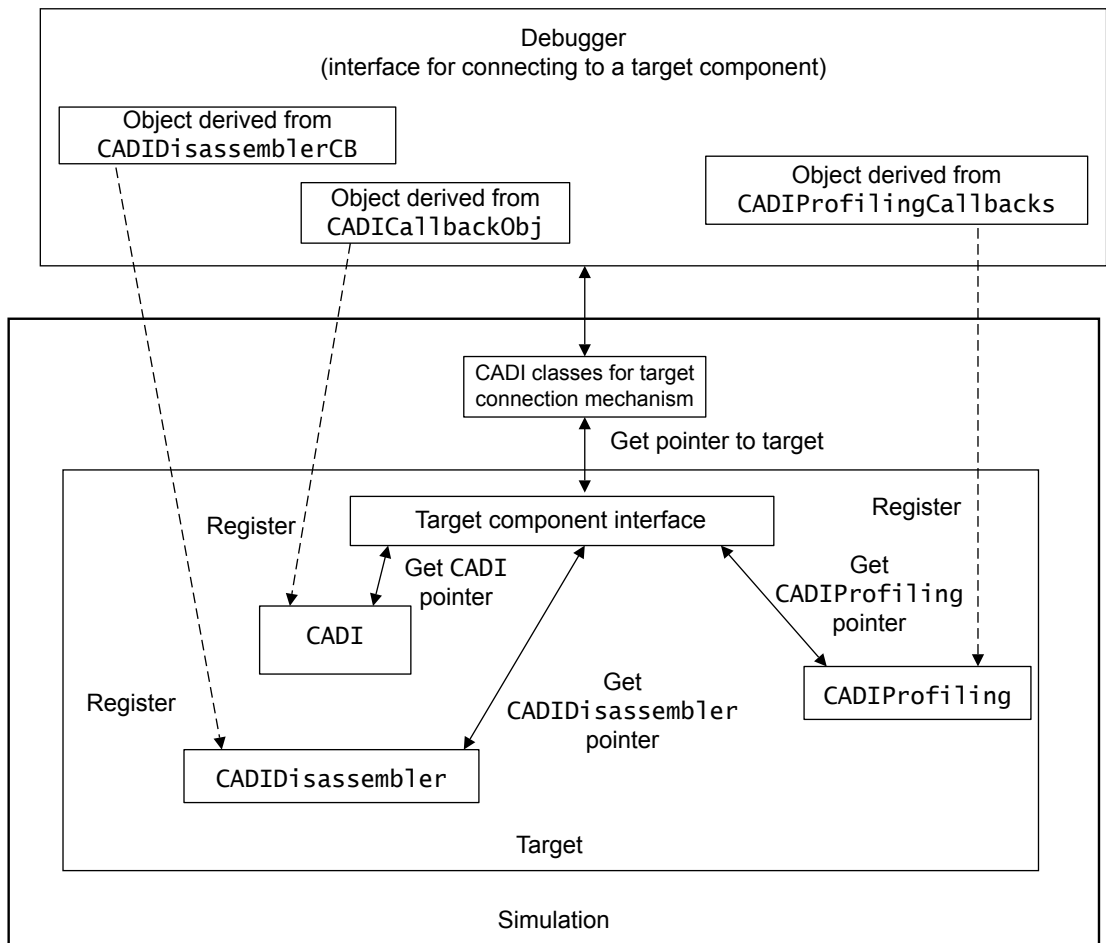 Debugger
(interface for connecting to a target component)
Object derived from
CADIDisassemblerCB
Object derived from
CADICallbackObj
Object derived from
CADIProfilingCallbacks
CADI classes for target
connection mechanism
Get pointer to target
Target component interface
Register
Register
Get CADI
pointer
Get
CADIProfiling
pointer
CADI
Register
Get
CADIDisassembler
pointer
CADIProfiling
CADIDisassembler
Target
Simulation